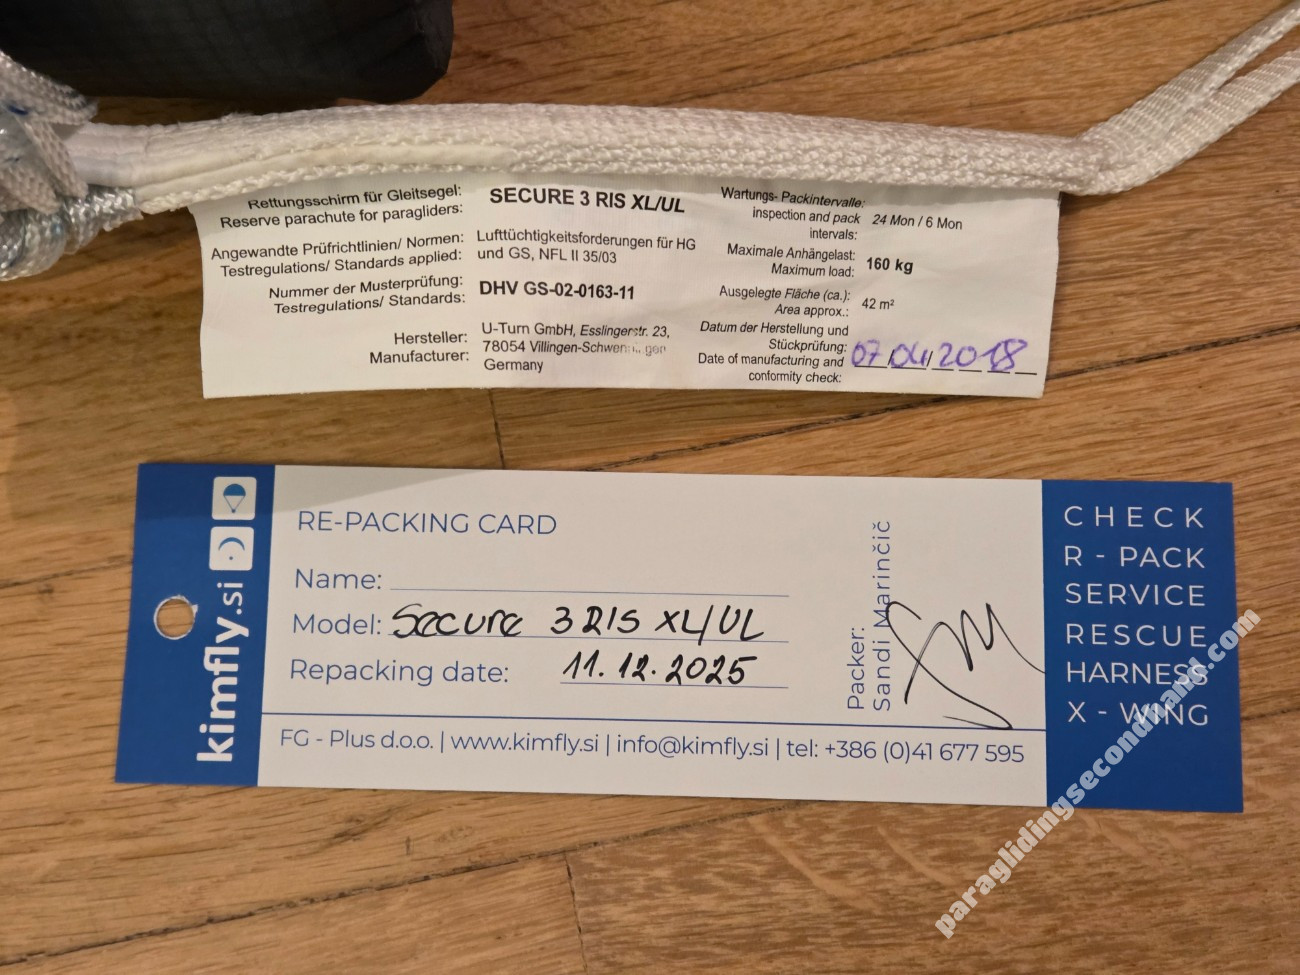 Rettungsschirm für Gleitsegel:
Reserve parachute for paragliders:
SECURE 3 RIS XL/UL
Angewandte Prüfrichtlinien/ Normen:
Testregulations/ Standards applied:
Lufttüchtigkeitsforderungen für HG
und GS, NFL II 35/03
Nummer der Musterprüfung:
Testregulations/ Standards:
DHV GS-02-0163-11
Hersteller:
Manufacturer:
U-Turn GmbH, Esslingerstr. 23,
78054
Germany
Wartungs- Packintervalle:
inspection and pack
intervals:
24 Mon / 6 Mon
Maximale Anhängelast:
Maximum load:
160 kg
Ausgelegte Fläche (ca.):
Area approx.:
42 m²
Datum der Herstellung und
Stückprüfung:
Date of manufacturing and
conformity check:
07/04/2018
kimfly.si
RE-PACKING CARD
Name:
Model: Secure 3 RIS XL/UL
Repacking date: 11.12.2025
Packer:
Sandi Marinčič
FG - Plus d.o.o. | www.kimfly.si | info@kimfly.si | tel: +386 (0)41 677 595
CHECK
R - PACK
SERVICE
RESCUE
HARNESS
X - WING
paraglidingsecondhand.com